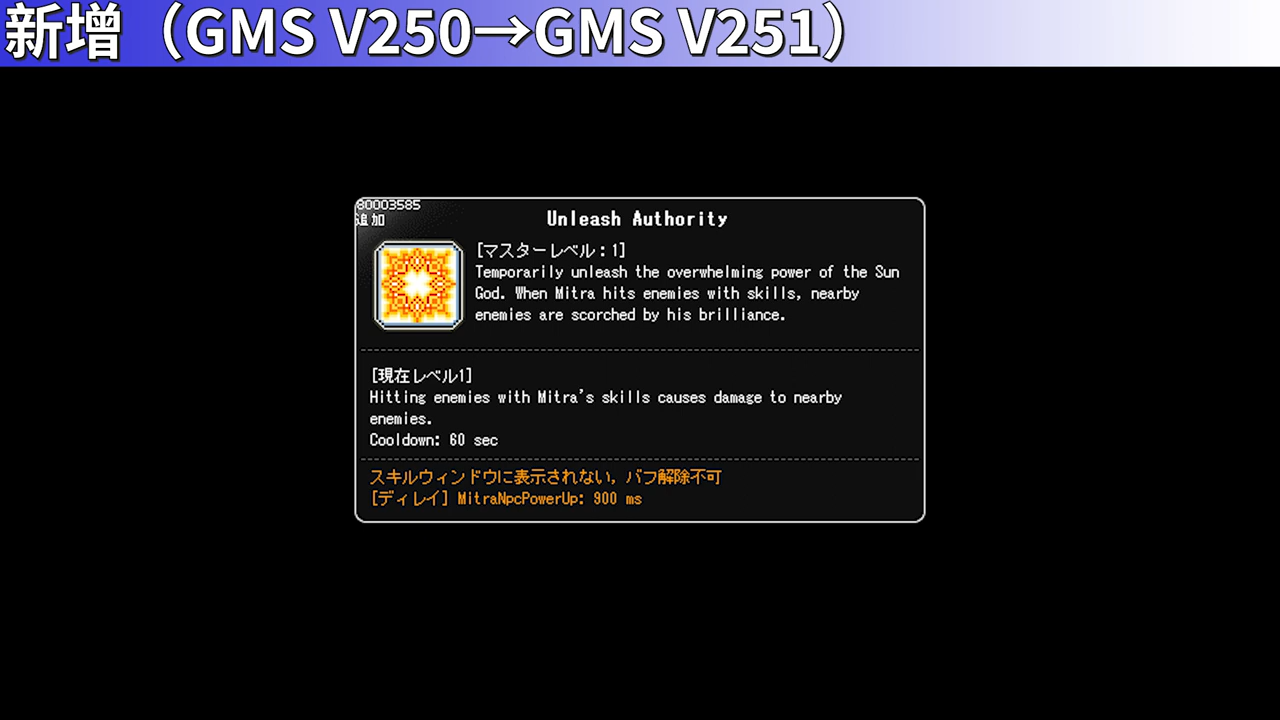 新增（GMS V250→GMS V251）
80003585
追加
Unleash Authority
[マスターレベル：1]
Temporarily unleash the overwhelming power of the Sun
God. When Mitra hits enemies with skills, nearby
enemies are scorched by his brilliance.
[現在レベル1]
Hitting enemies with Mitra's skills causes damage to nearby
enemies.
Cooldown: 60 sec
スキルウィンドウに表示されない, バフ解除不可
[ディレイ] MitraNpcPowerUp: 900 ms